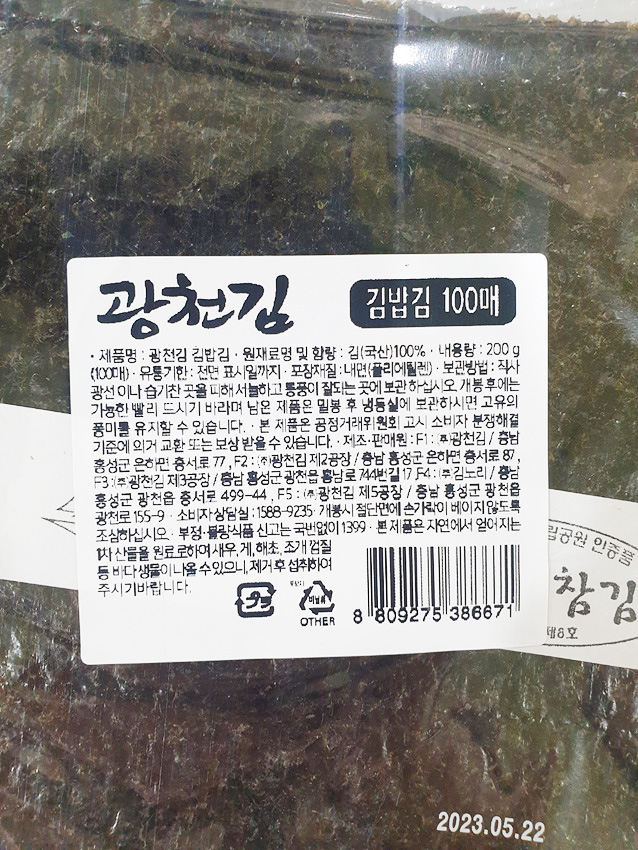 광천김
김밥김 100매
• 제품명 : 광천김 김밥김 · 원재료명 및 함량 : 김(국산)100% · 내용량 : 200 g
(100매) · 유통기한 : 전면 표시일까지 · 포장재질 : 내면(폴리에틸렌) · 보관방법 : 직사
광선이나 습기찬 곳을 피해 서늘하고 통풍이 잘되는 곳에 보관 하십시오. 개봉 후에는
가능한 빨리 드시기 바라며 남은 제품은 밀봉 후 냉동실에 보관하시면 고유의
풍미를 유지할 수 있습니다. · 본 제품은 공정거래위원회 고시 소비자 분쟁해결
기준에 의거 교환 또는 보상 받을 수 있습니다. · 제조·판매원 : F1 : ㈜광천김 / 충남
홍성군 은하면 충서로 77 , F2 : ㈜광천김 제2공장 / 충남 홍성군 은하면 충서로 87 ,
F3 : ㈜광천김 제3공장 / 충남 홍성군 광천읍 홍남로 744번길 17 F4 : ㈜김노리 / 충남
홍성군 광천읍 충서로 499-44 , F5 : ㈜광천김 제5공장 / 충남 홍성군 광천읍
광천로 155-9 · 소비자 상담실 : 1588-9235 · 개봉시 절단면에 손가락이 베이지 않도록
조심하십시오 · 부정·불량식품 신고는 국번없이 1399 · 본 제품은 자연에서 얻어지는
1차 산물을 원료로하여 새우, 게, 해초, 조개 껍질
등 바다 생물이 나올 수 있으니, 제거 후 섭취하여
주시기 바랍니다.
OTHER
8 809275 386671
립공원 인증품
참김
제8호
2023.05.22